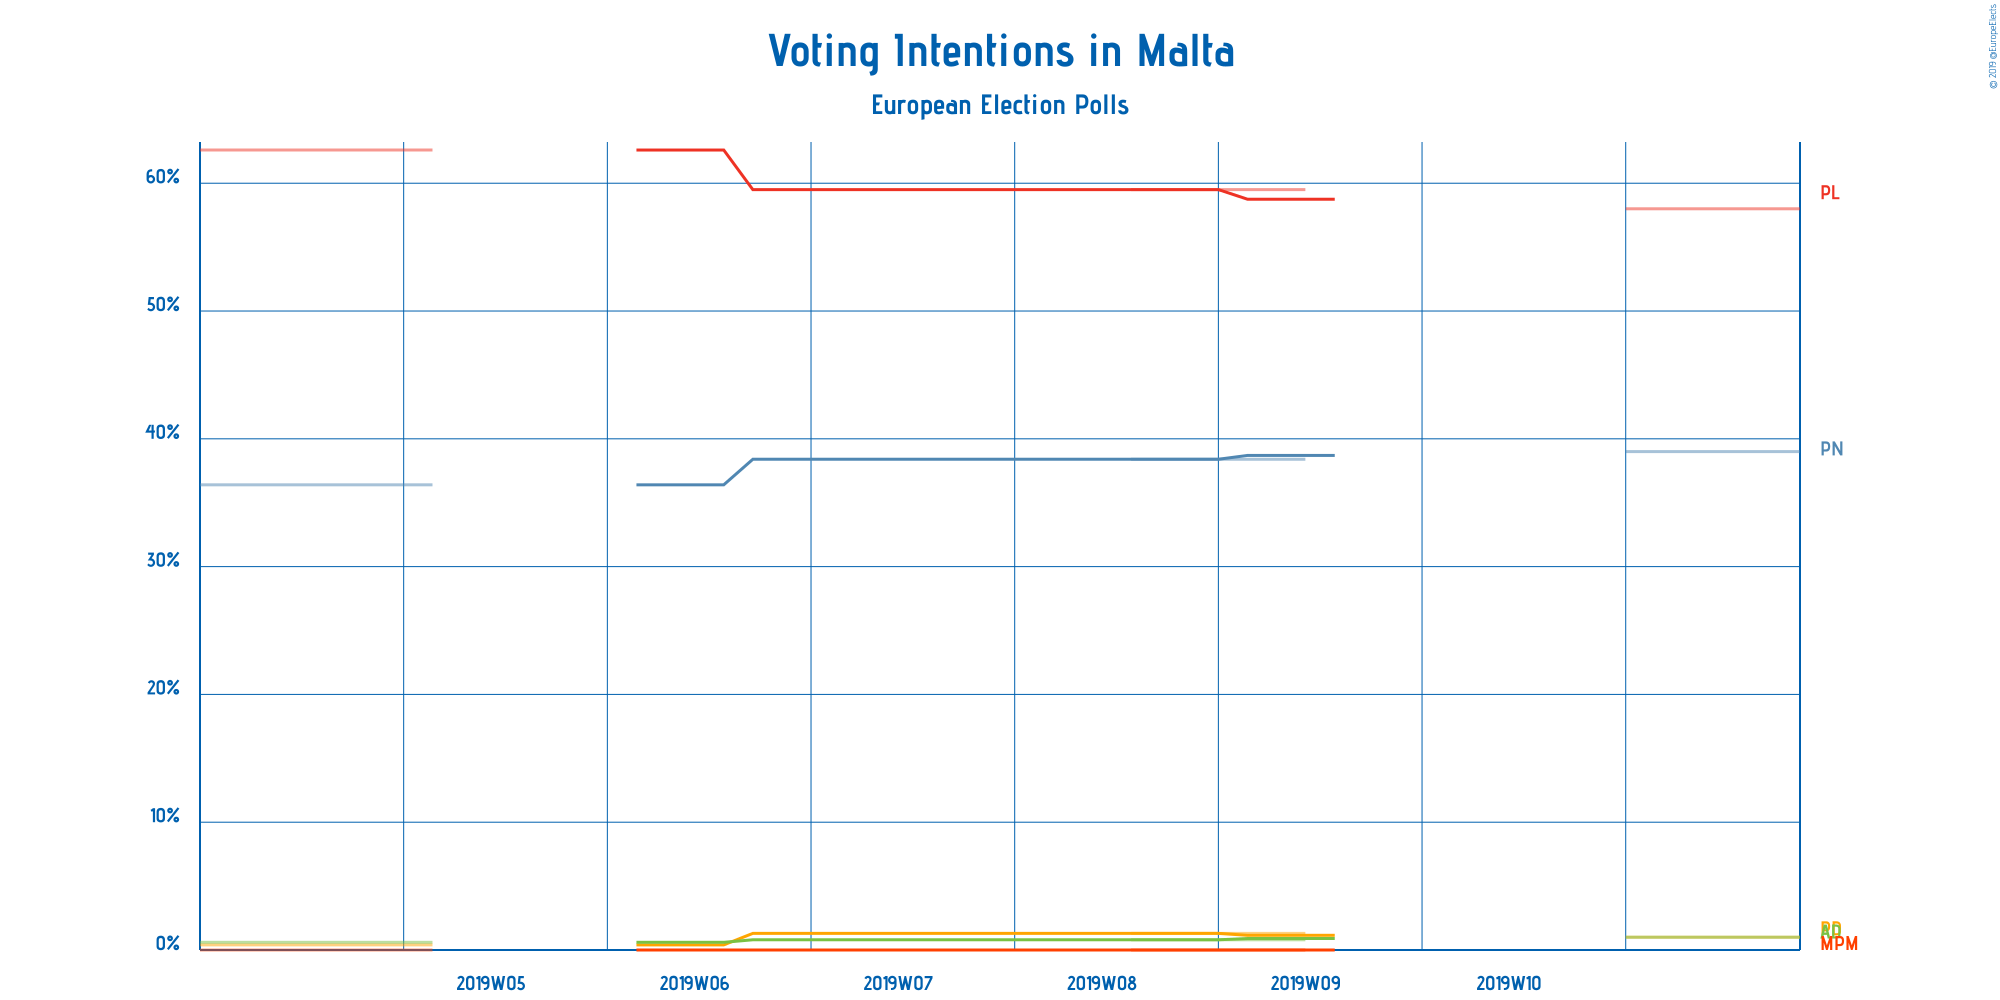 © 2019 @EuropeElects
Voting Intentions in Malta
European Election Polls
60%
50%
40%
30%
20%
10%
0%
PL
PN
PD
AD
MPM
2019W05 2019W06 2019W07 2019W08 2019W09 2019W10